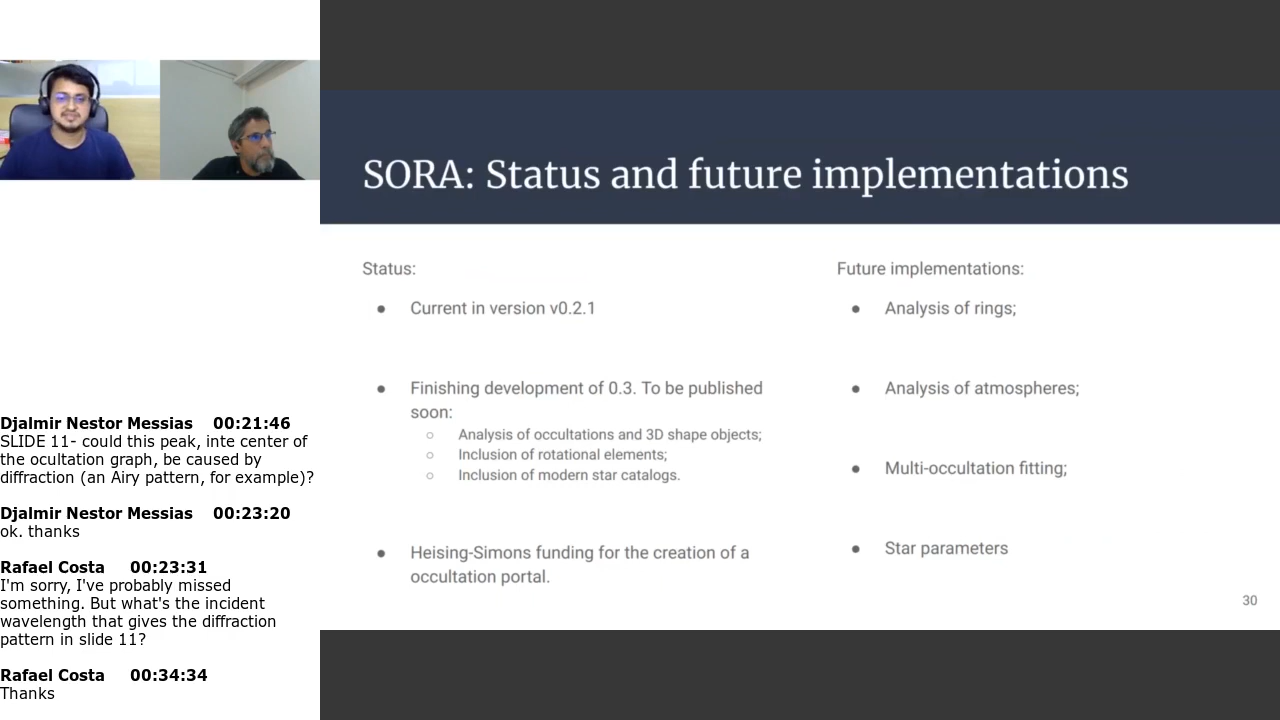 SORA: Status and future implementations
Status:
● Current in version v0.2.1
● Finishing development of 0.3. To be published
soon:
○ Analysis of occultations and 3D shape objects;
○ Inclusion of rotational elements;
○ Inclusion of modern star catalogs.
● Heising-Simons funding for the creation of a
occultation portal.
Future implementations:
● Analysis of rings;
● Analysis of atmospheres;
● Multi-occultation fitting;
● Star parameters
30
Djalmir Nestor Messias 00:21:46
SLIDE 11- could this peak, inte center of
the ocultation graph, be caused by
diffraction (an Airy pattern, for example)?
Djalmir Nestor Messias 00:23:20
ok. thanks
Rafael Costa 00:23:31
I'm sorry, I've probably missed
something. But what's the incident
wavelength that gives the diffraction
pattern in slide 11?
Rafael Costa 00:34:34
Thanks